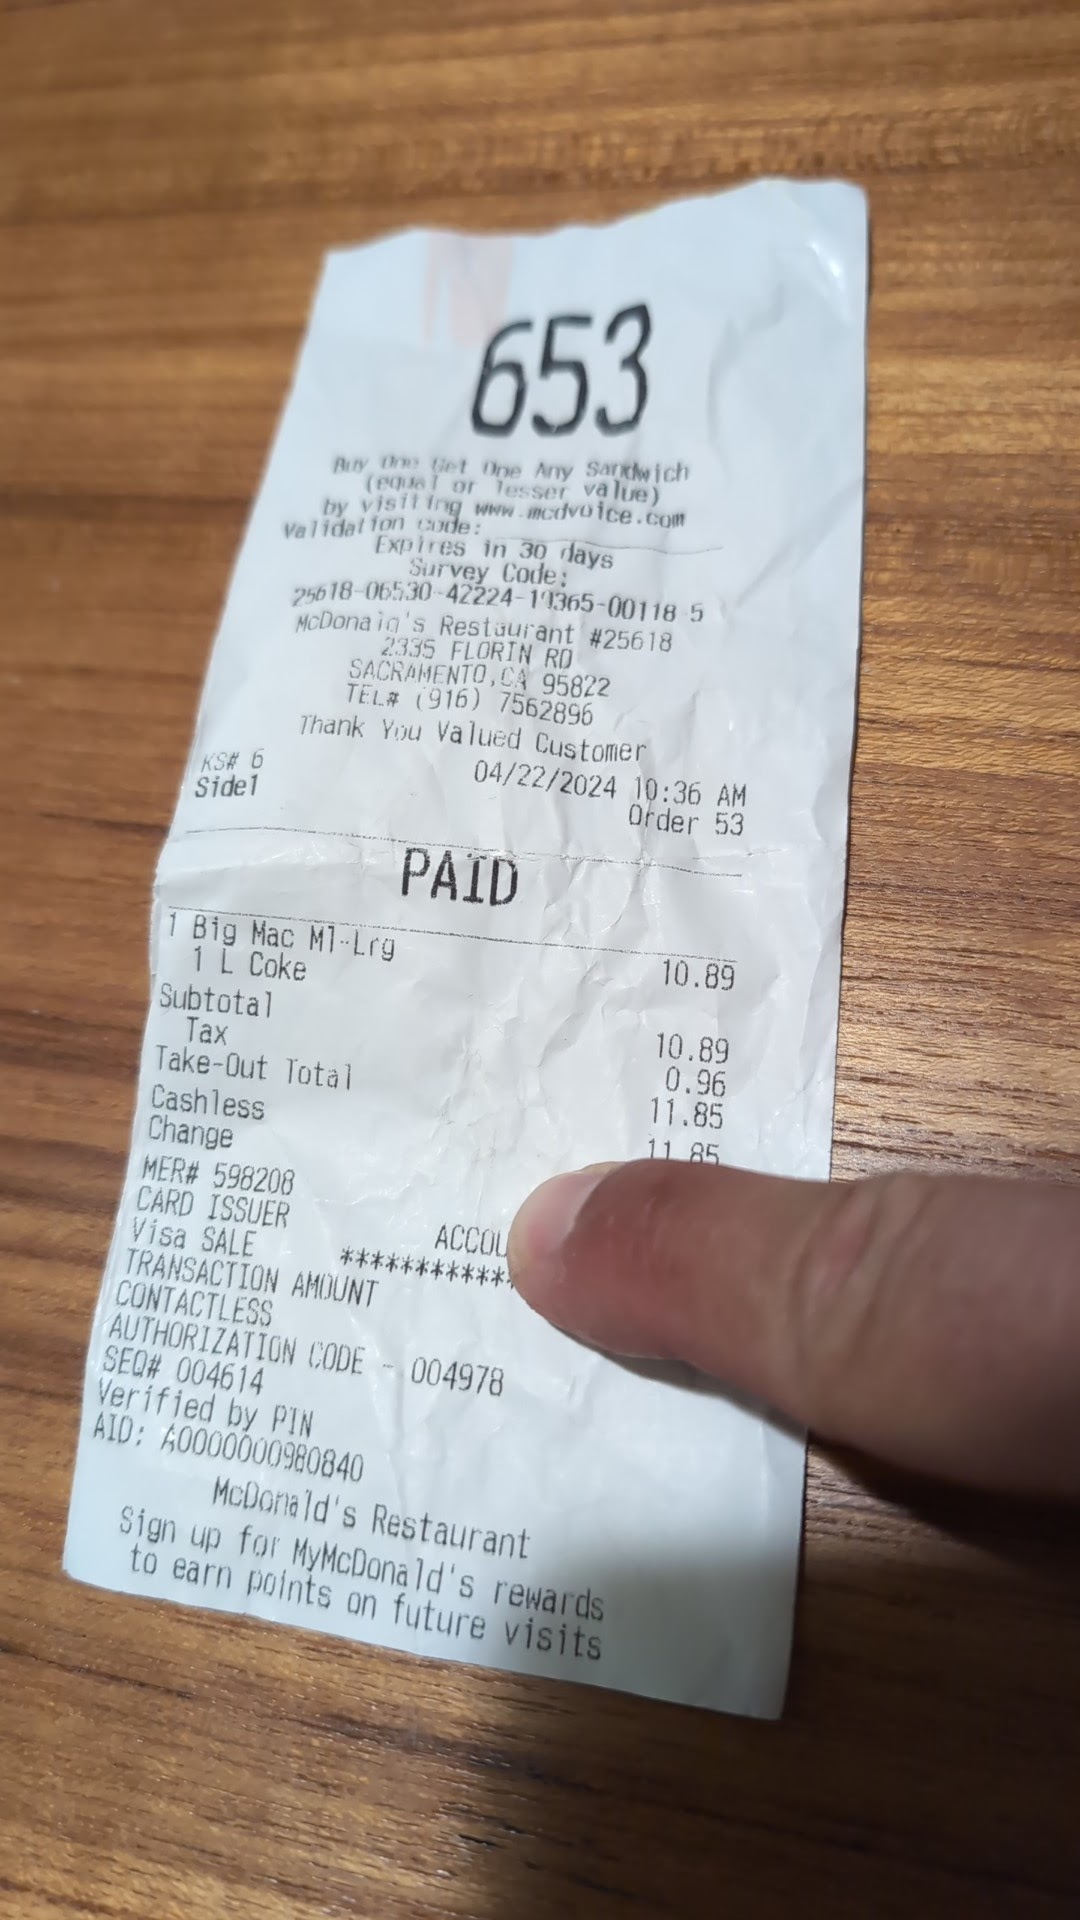 653
Buy One Get One Any Sandwich
(equal or lesser value)
by visiting www.mcdvoice.com
Validation Code:
Expires in 30 days
Survey Code:
25618-06530-42224-10365-00118-5
McDonald's Restaurant #25618
2335 FLORIN RD
SACRAMENTO,CA 95822
TEL# (916) 7562896
Thank You Valued Customer
KS# 6 04/22/2024 10:36 AM
Side1 Order 53
PAID
1 Big Mac Ml-Lrg 10.89
1 L Coke
Subtotal 10.89
Tax 0.96
Take-Out Total 11.85
Cashless 11.85
Change
MER# 598208
CARD ISSUER
Visa SALE ************
TRANSACTION AMOUNT
CONTACTLESS
AUTHORIZATION CODE - 004978
SEQ# 004614
Verified by PIN
AID: A0000000980840
McDonald's Restaurant
Sign up for MyMcDonald's rewards
to earn points on future visits